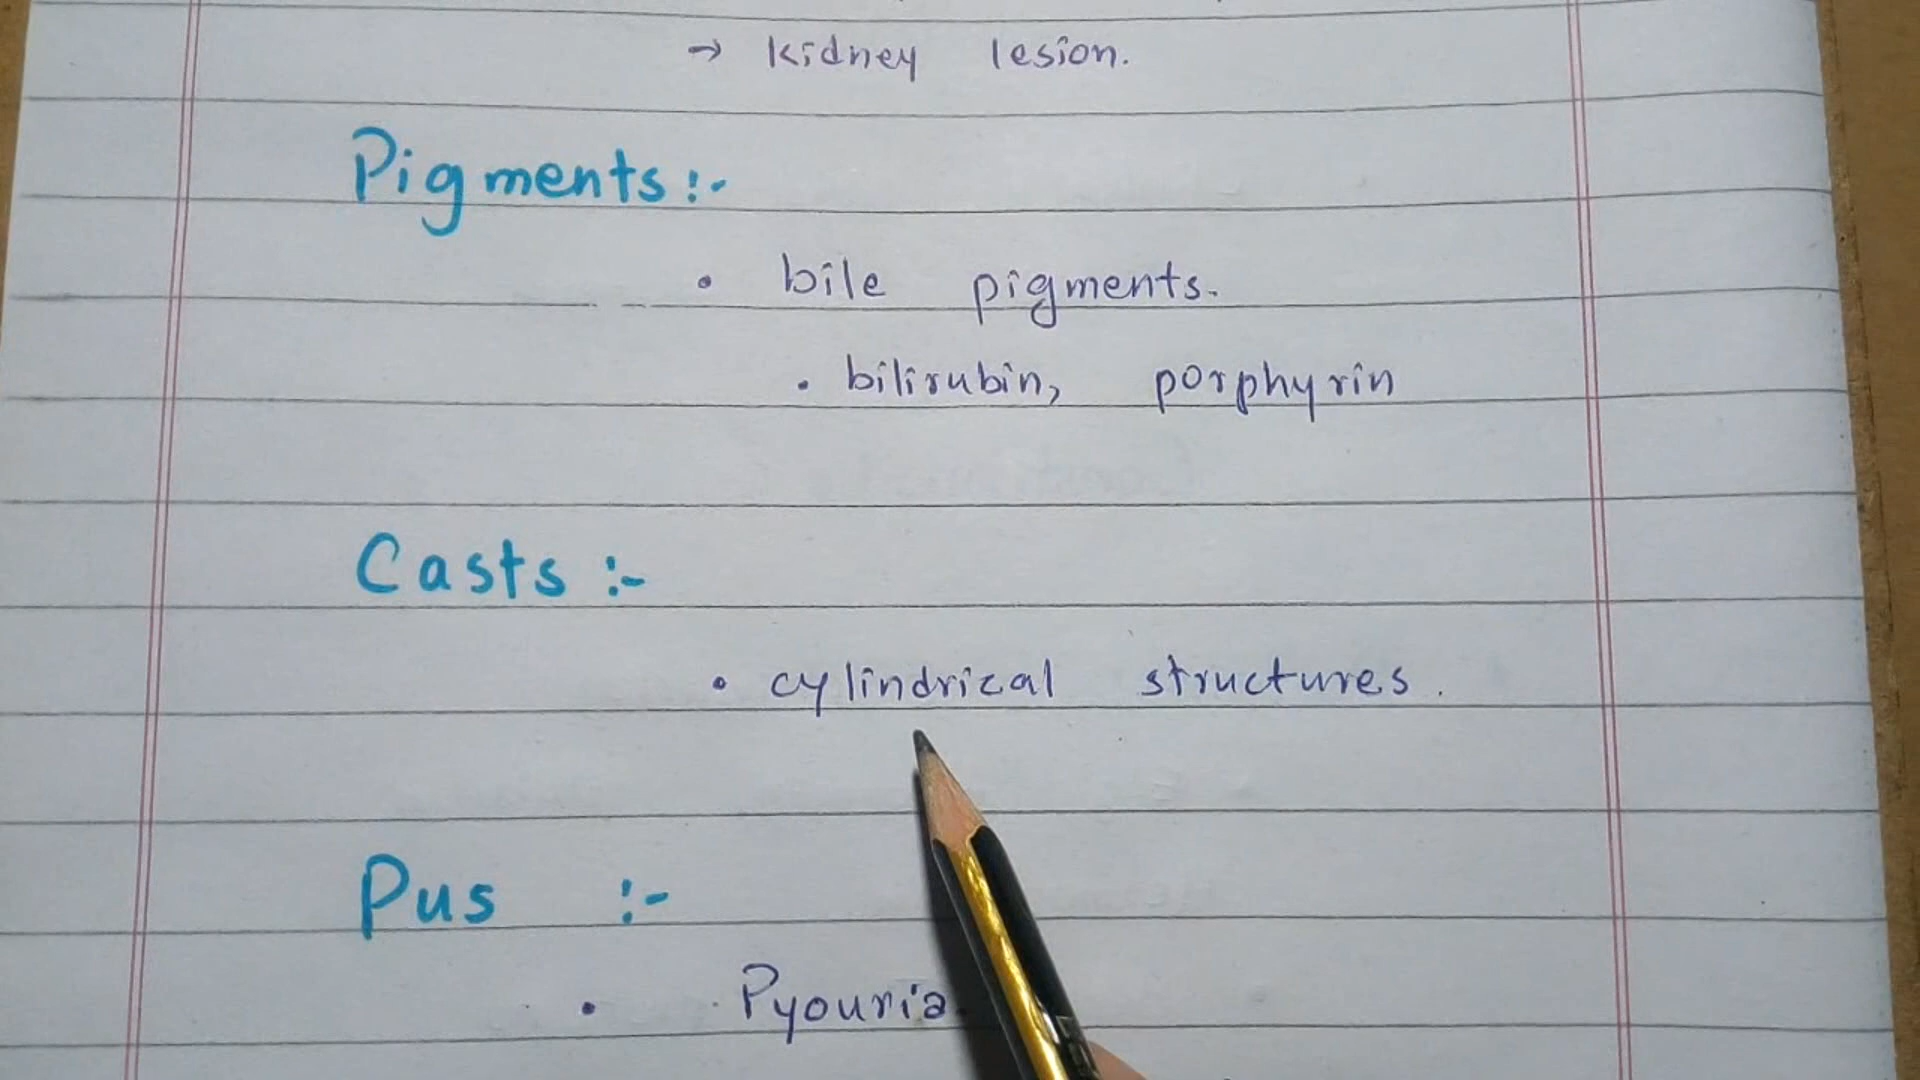 → kidney lesion.
Pigments :-
• bile pigments.
• bilirubin, porphyrin
Casts :-
• cylindrical structures.
Pus :-
• Pyouria